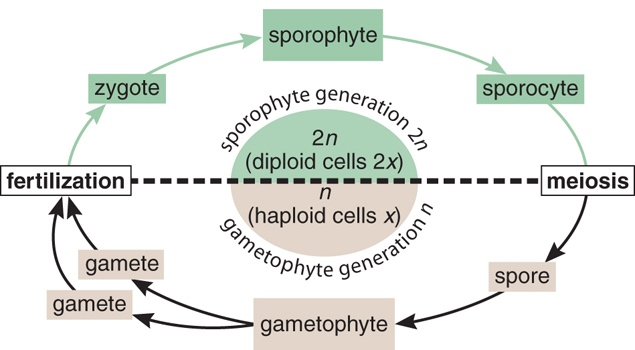 sporophyte
zygote
sporocyte
sporophyte generation 2n
2n
(diploid cells 2x)
fertilization
meiosis
n
(haploid cells x)
gametophyte generation n
gamete
spore
gamete
gametophyte